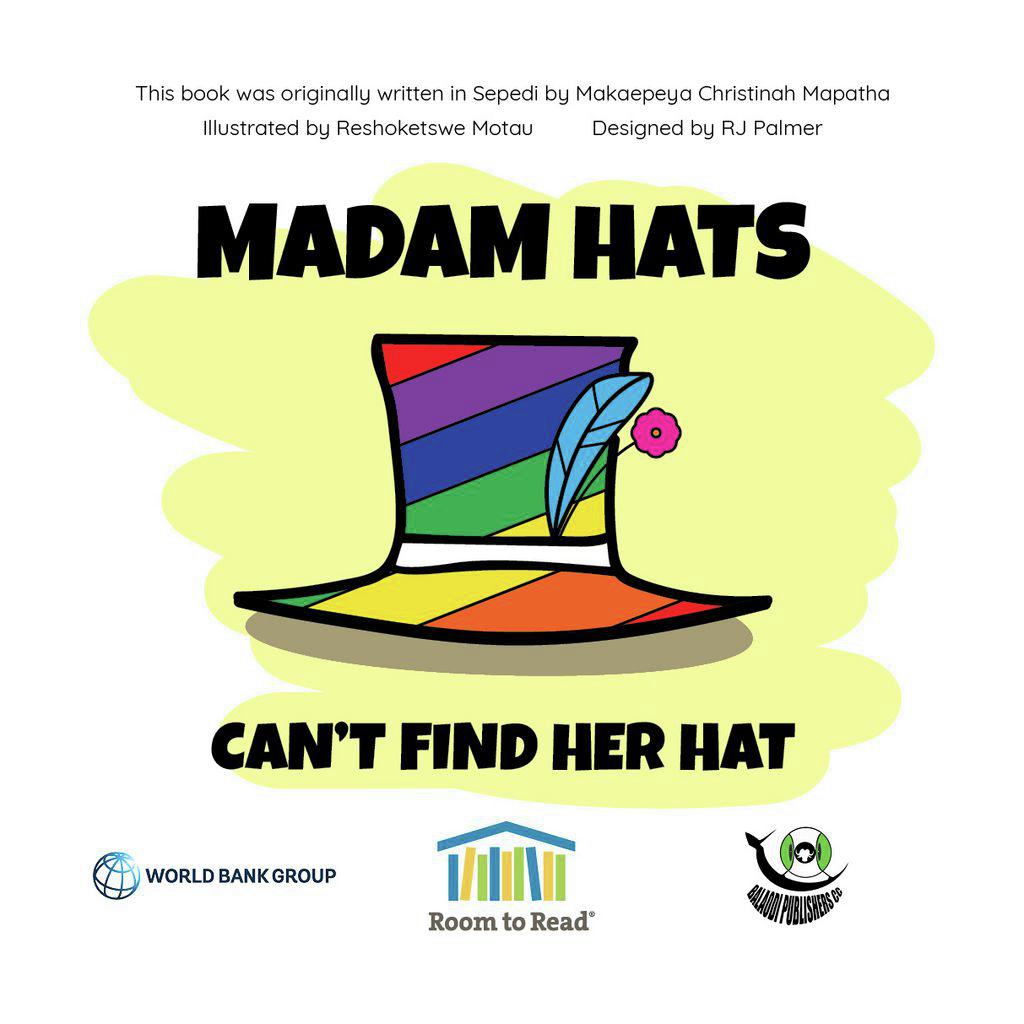 This book was originally written in Sepedi by Makaepeya Christinah Mapatha
Illustrated by Reshoketswe Motau Designed by RJ Palmer
MADAM HATS
CAN'T FIND HER HAT
WORLD BANK GROUP
Room to Read®
BALAODI PUBLISHERS CC